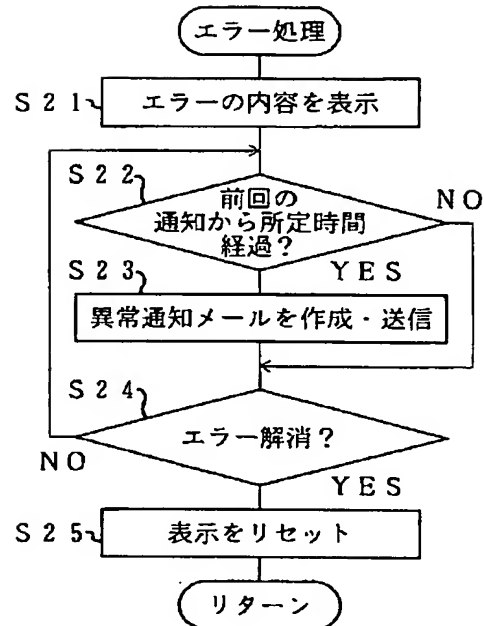 エラー処理
S21 エラーの内容を表示
S22
前回の
通知から所定時間
経過?
NO
YES
S23
異常通知メールを作成・送信
S24
エラー解消?
NO
YES
S25 表示をリセット
リターン